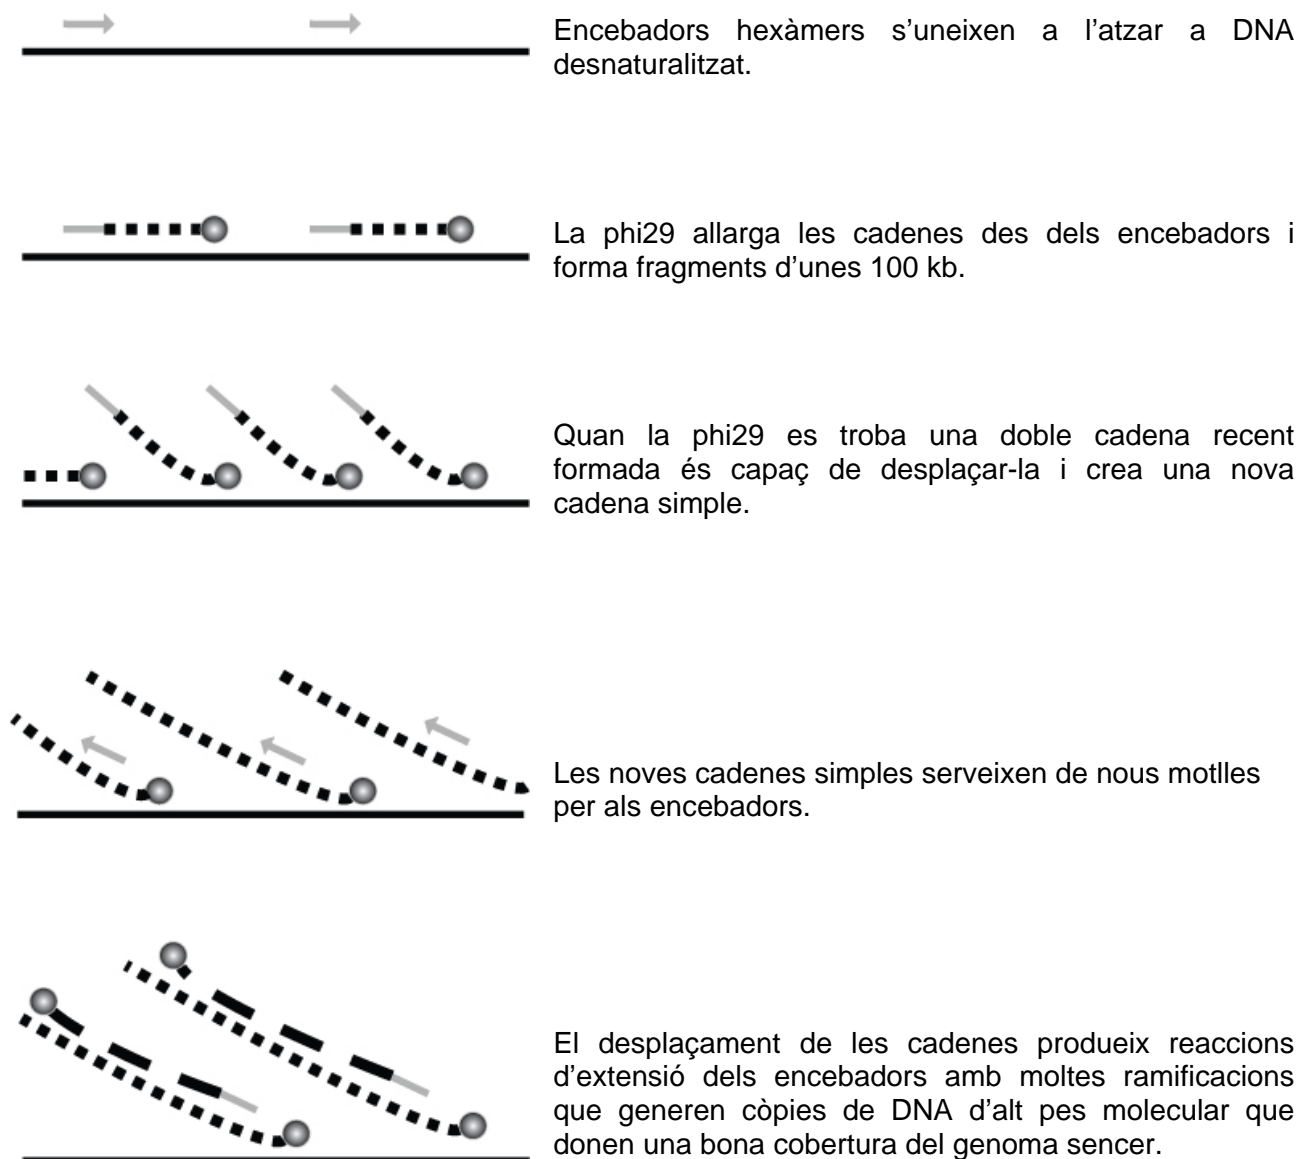 Encebadors hexàmers s'uneixen a l'atzar a DNA
desnaturalitzat.
La phi29 allarga les cadenes des dels encebadors i
forma fragments d'unes 100 kb.
Quan la phi29 es troba una doble cadena recent
formada és capaç de desplaçar-la i crea una nova
cadena simple.
Les noves cadenes simples serveixen de nous motlles
per als encebadors.
El desplaçament de les cadenes produeix reaccions
d'extensió dels encebadors amb moltes ramificacions
que generen còpies de DNA d'alt pes molecular que
donen una bona cobertura del genoma sencer.